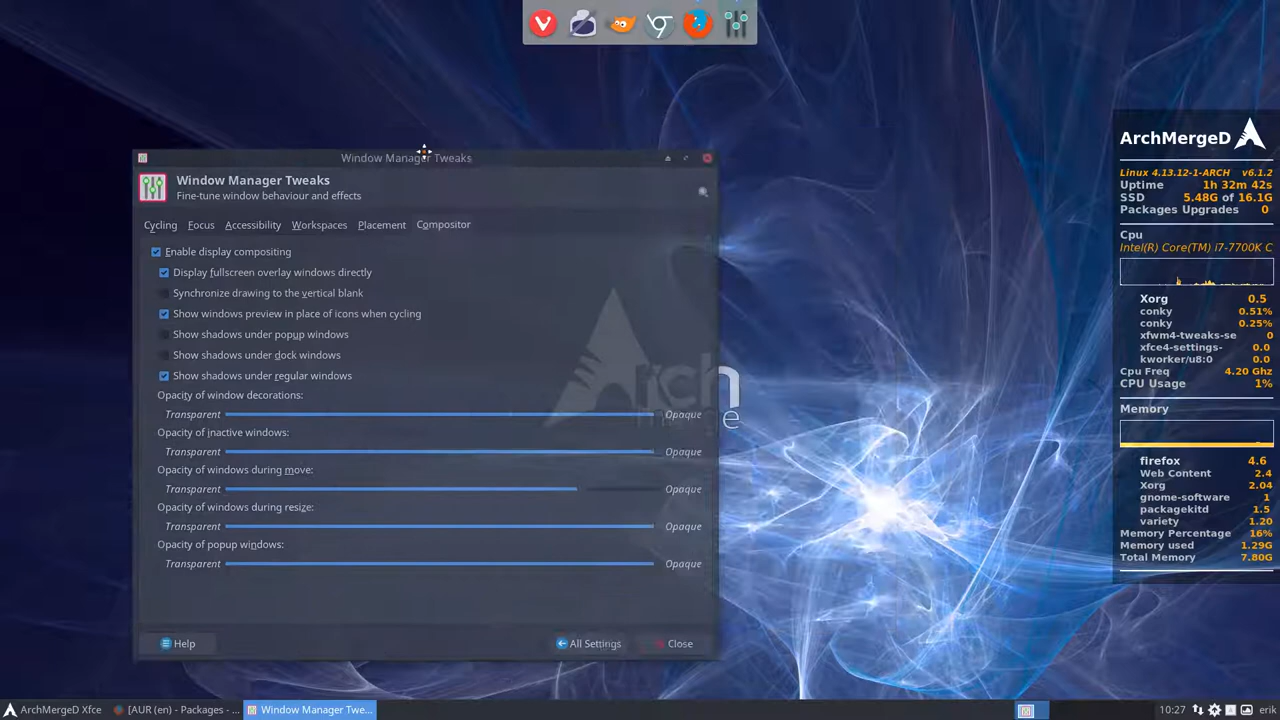 Window Manager Tweaks
Window Manager Tweaks
Fine-tune window behaviour and effects
Cycling Focus Accessibility Workspaces Placement Compositor
Enable display compositing
Display fullscreen overlay windows directly
Synchronize drawing to the vertical blank
Show windows preview in place of icons when cycling
Show shadows under popup windows
Show shadows under dock windows
Show shadows under regular windows
Opacity of window decorations:
Transparent Opaque
Opacity of inactive windows:
Transparent Opaque
Opacity of windows during move:
Transparent Opaque
Opacity of windows during resize:
Transparent Opaque
Opacity of popup windows:
Transparent Opaque
Help All Settings Close
Arch
merge
ArchMergeD
Linux 4.13.12-1-ARCH v6.1.2
Uptime 1h 32m 42s
SSD 5.48G of 16.1G
Packages Upgrades 0
Cpu
Intel(R) Core(TM) i7-7700K C
Xorg 0.5
conky 0.51%
conky 0.25%
xfwm4-tweaks-se 0
xfce4-settings- 0.0
kworker/u8:0 0.0
Cpu Freq 4.20 Ghz
CPU Usage 1%
Memory
firefox 4.6
Web Content 2.4
Xorg 2.04
gnome-software 1
packagekitd 1.5
variety 1.20
Memory Percentage 16%
Memory used 1.29G
Total Memory 7.80G
ArchMergeD Xfce [AUR (en) - Packages - ... Window Manager Twe... 10:27 erik